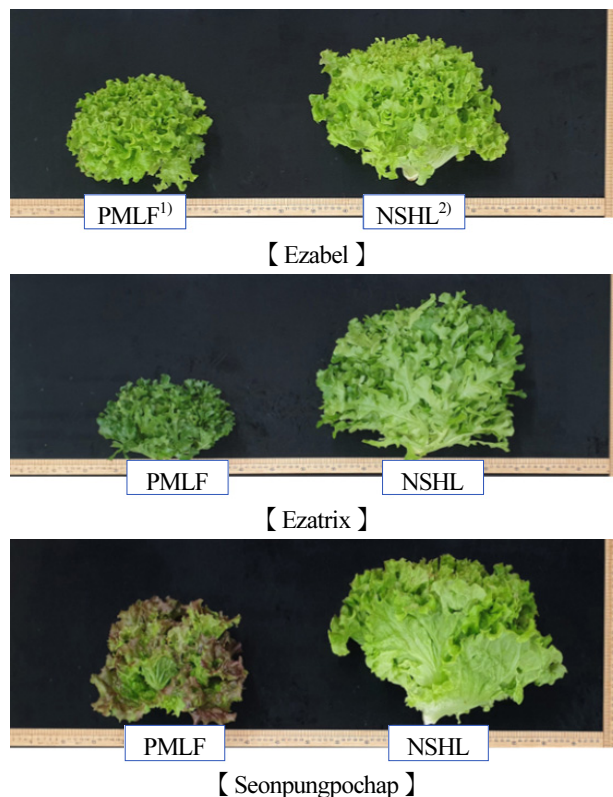 PMLF1) NSHL2)
【 Ezabel 】
PMLF NSHL
【 Ezatrix 】
PMLF NSHL
【 Seonpungpochap 】